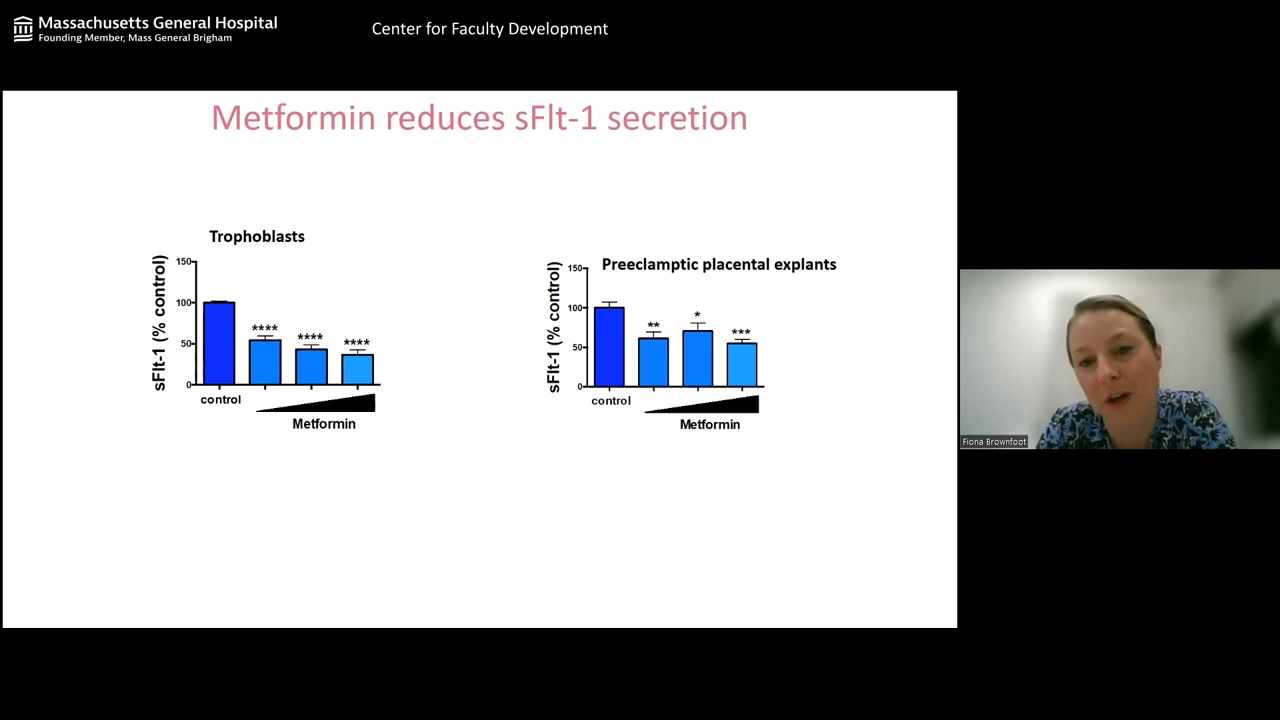 Massachusetts General Hospital
Founding Member, Mass General Brigham
Center for Faculty Development
Metformin reduces sFlt-1 secretion
Trophoblasts
sFlt-1 (% control)
150
100
50
0
****
****
****
control
Metformin
Preeclamptic placental explants
sFlt-1 (% control)
150
100
50
0
**
*
***
control
Metformin
Fiona Brownfoot